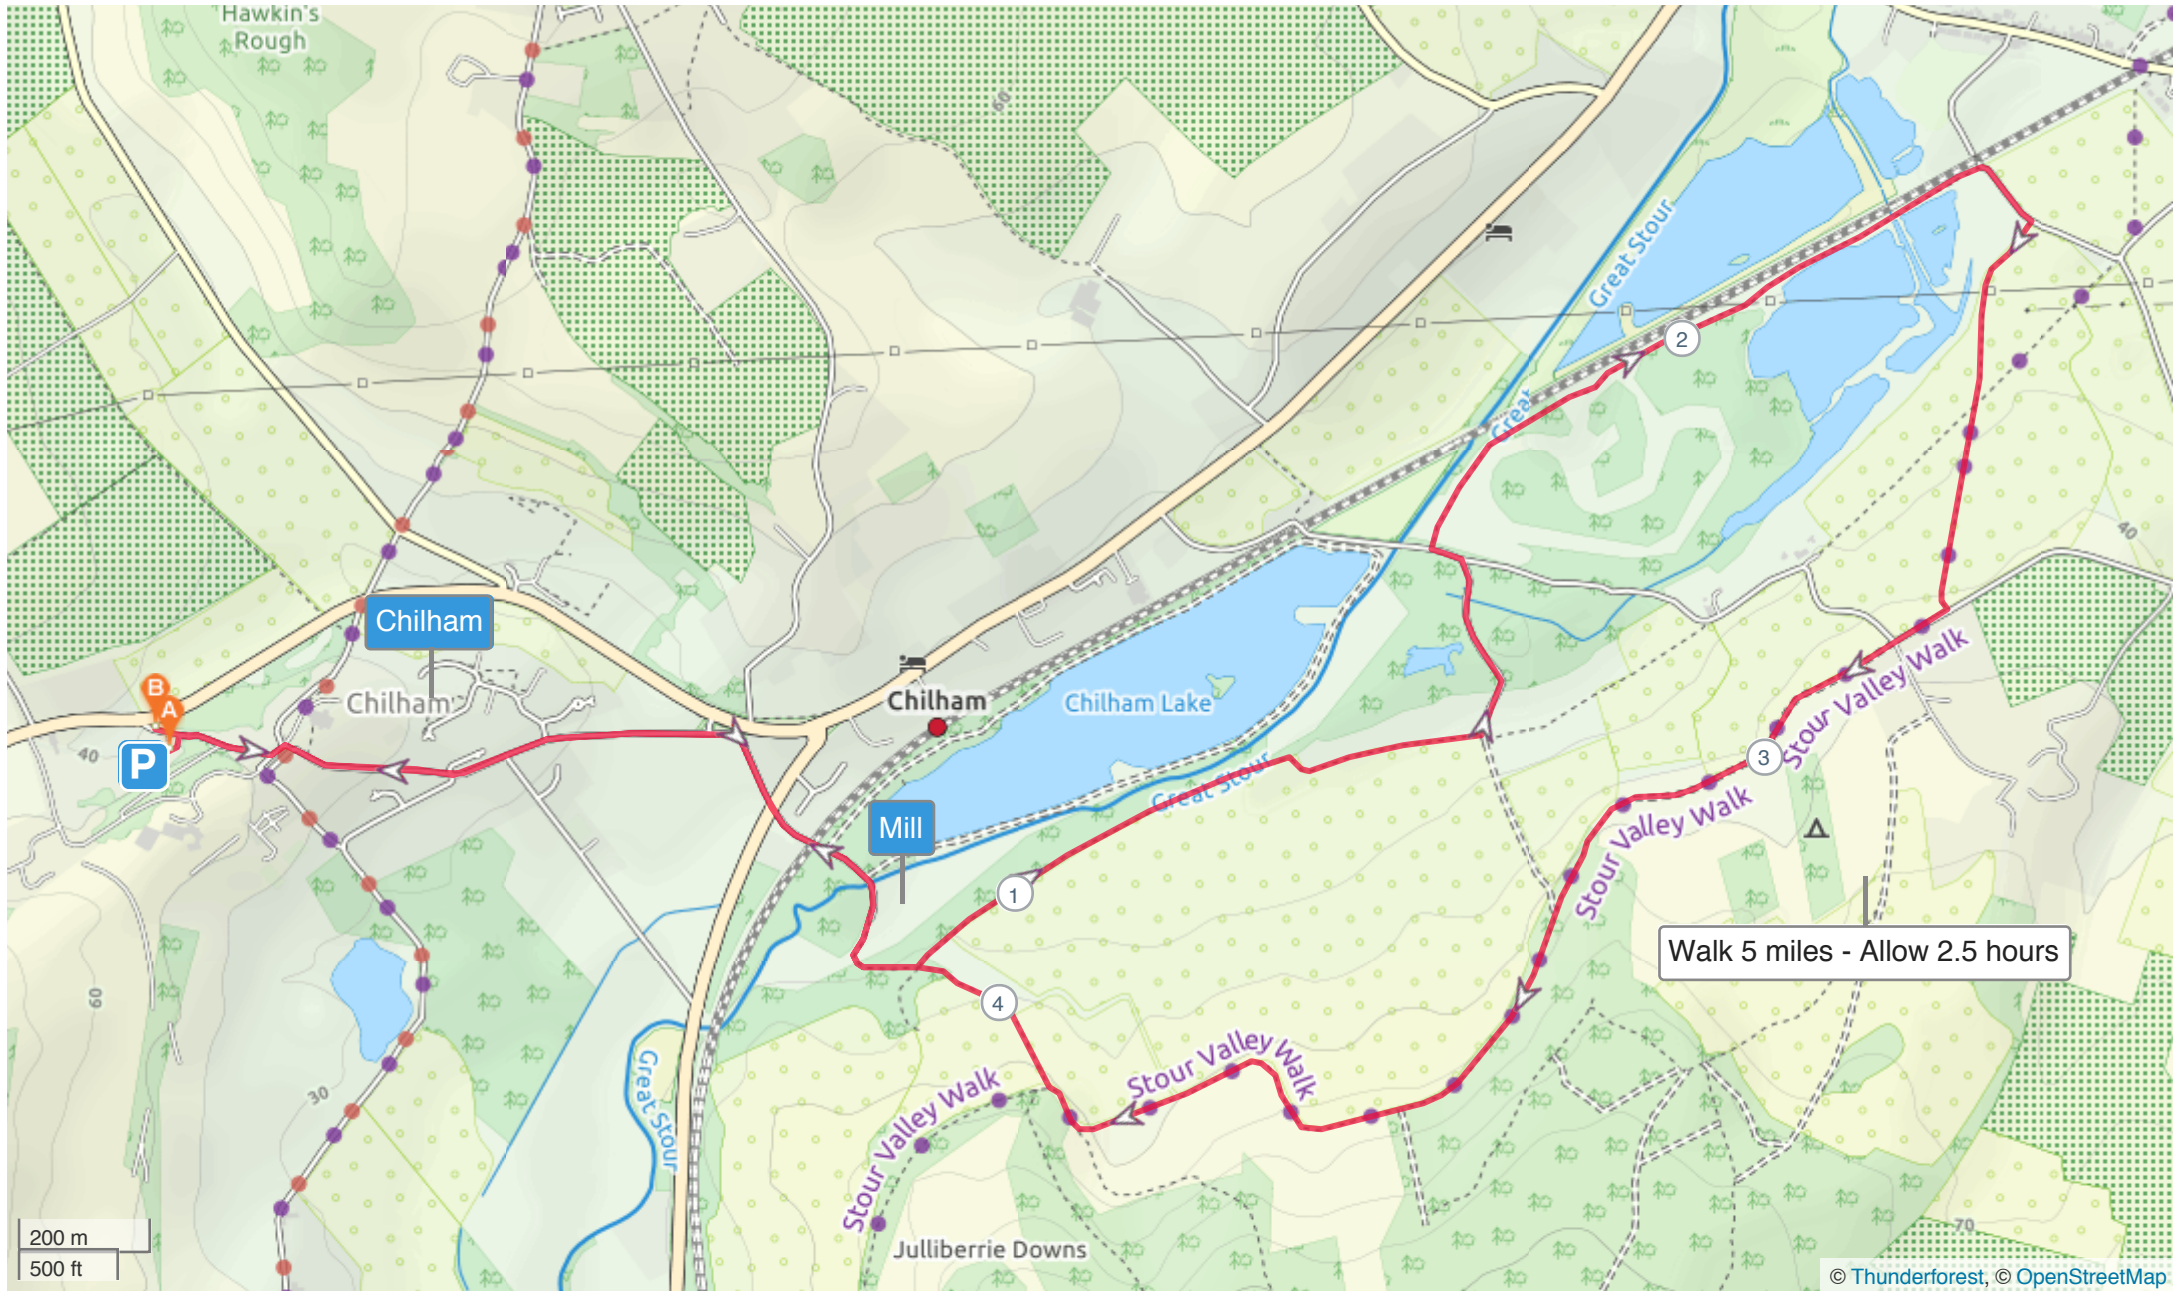 Hawkin's
Rough
60
Great Stour
Great
2
40
Chilham
Chilham
B
A
P
40
Chilham
Chilham Lake
Stour Valley Walk
3
Great Stour
Stour Valley Walk
Mill
1
Walk 5 miles - Allow 2.5 hours
4
60
Stour Valley Walk
Great Stour
Stour Valley Walk
30
Julliberrie Downs
70
200 m
500 ft
© Thunderforest, © OpenStreetMap